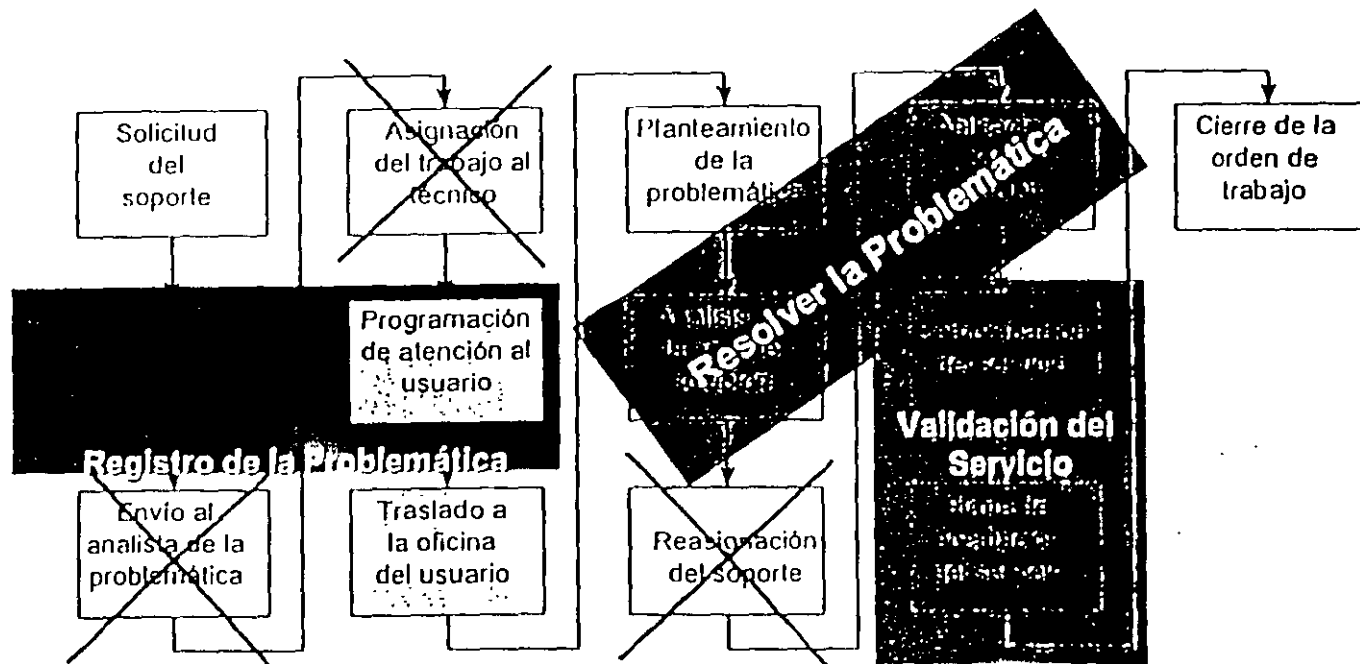 Solicitud
del
soporte
Asignación
del trabajo al
técnico
Planteamiento
de la
problemática
Cierre de la
orden de
trabajo
Programación
de atención al
usuario
Resolver la Problemática
Registro de la Problemática
Validación del
Servicio
Envío al
analista de la
problemática
Traslado a
la oficina
del usuario
Reasignación
del soporte